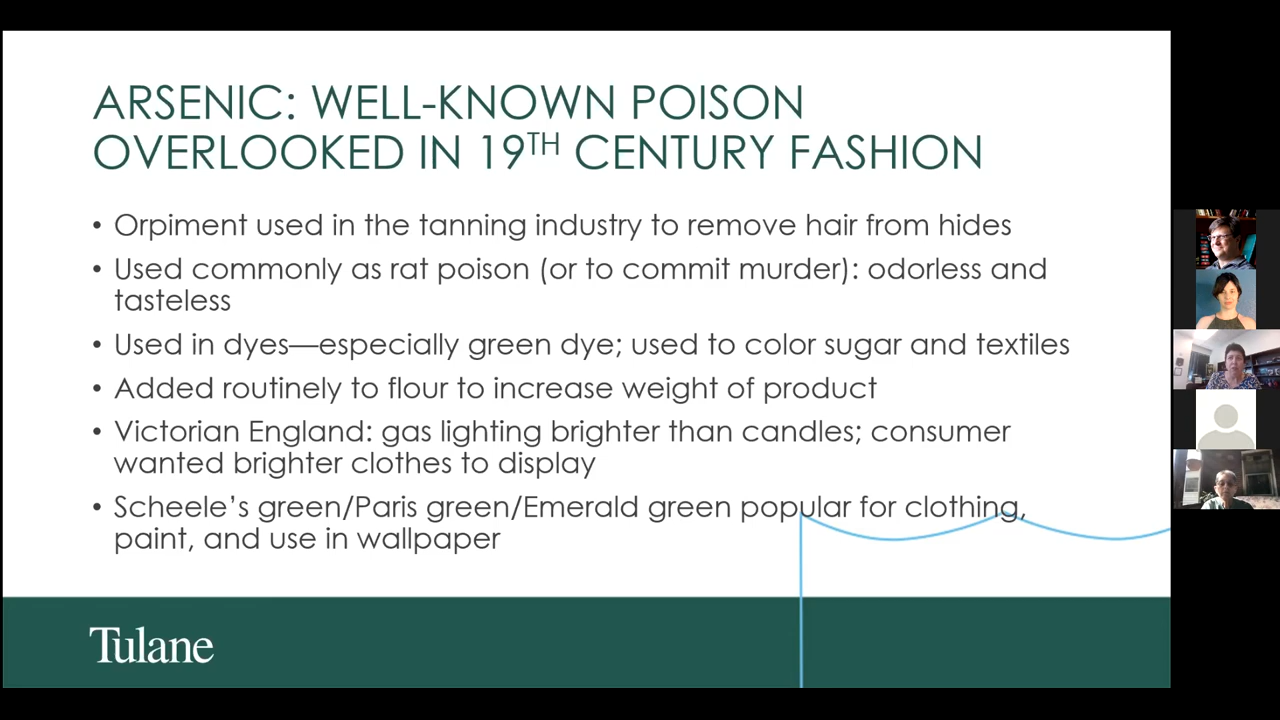 ARSENIC: WELL-KNOWN POISON
OVERLOOKED IN 19TH CENTURY FASHION
• Orpiment used in the tanning industry to remove hair from hides
• Used commonly as rat poison (or to commit murder): odorless and
tasteless
• Used in dyes—especially green dye; used to color sugar and textiles
• Added routinely to flour to increase weight of product
• Victorian England: gas lighting brighter than candles; consumer
wanted brighter clothes to display
• Scheele’s green/Paris green/Emerald green popular for clothing,
paint, and use in wallpaper
Tulane